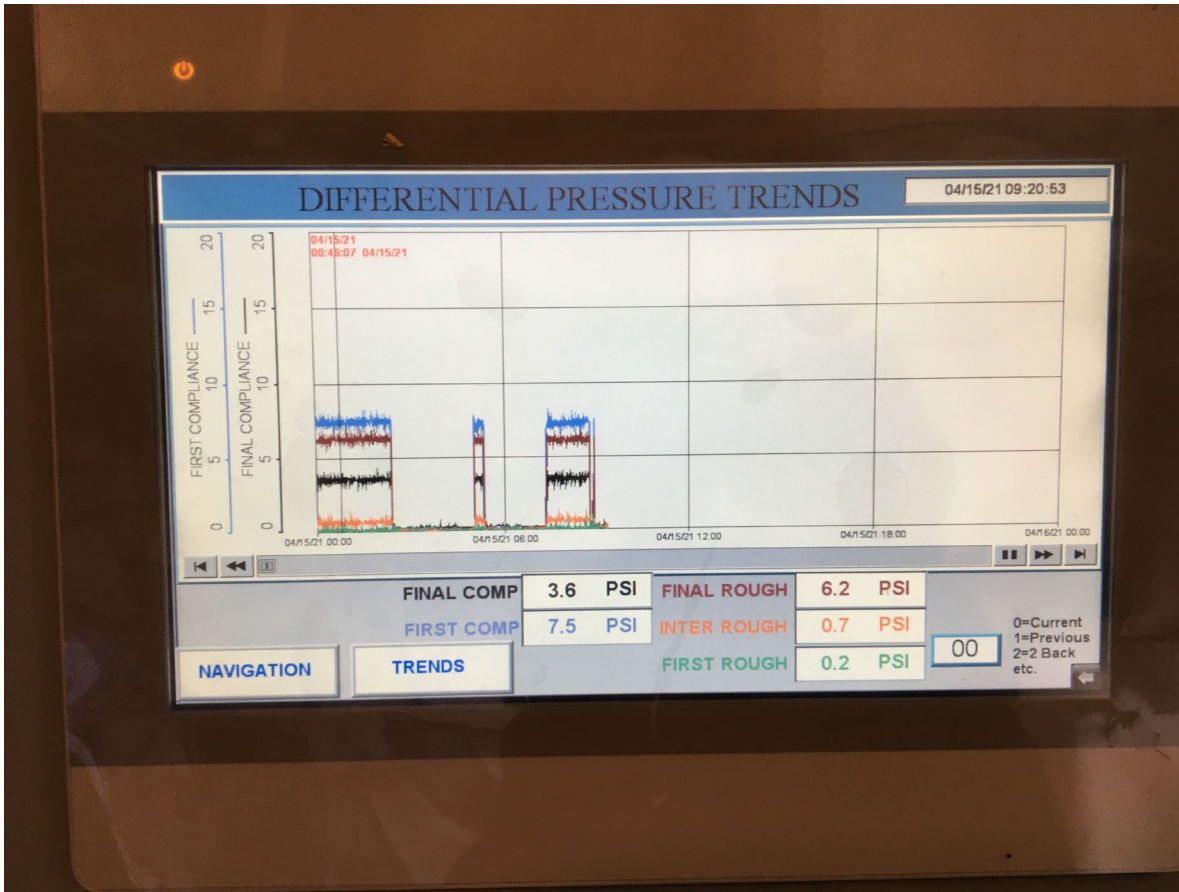 DIFFERENTIAL PRESSURE TRENDS
04/15/21 09:20:53
20
15
10
5
0
FIRST COMPLIANCE
20
15
10
5
0
FINAL COMPLIANCE
04/15/21
00:46:07 04/15/21
04/15/21 00:00
04/15/21 06:00
04/15/21 12:00
04/15/21 18:00
04/16/21 00:00
FINAL COMP 3.6 PSI FINAL ROUGH 6.2 PSI
FIRST COMP 7.5 PSI INTER ROUGH 0.7 PSI
FIRST ROUGH 0.2 PSI
NAVIGATION
TRENDS
00
0=Current
1=Previous
2=2 Back
etc.